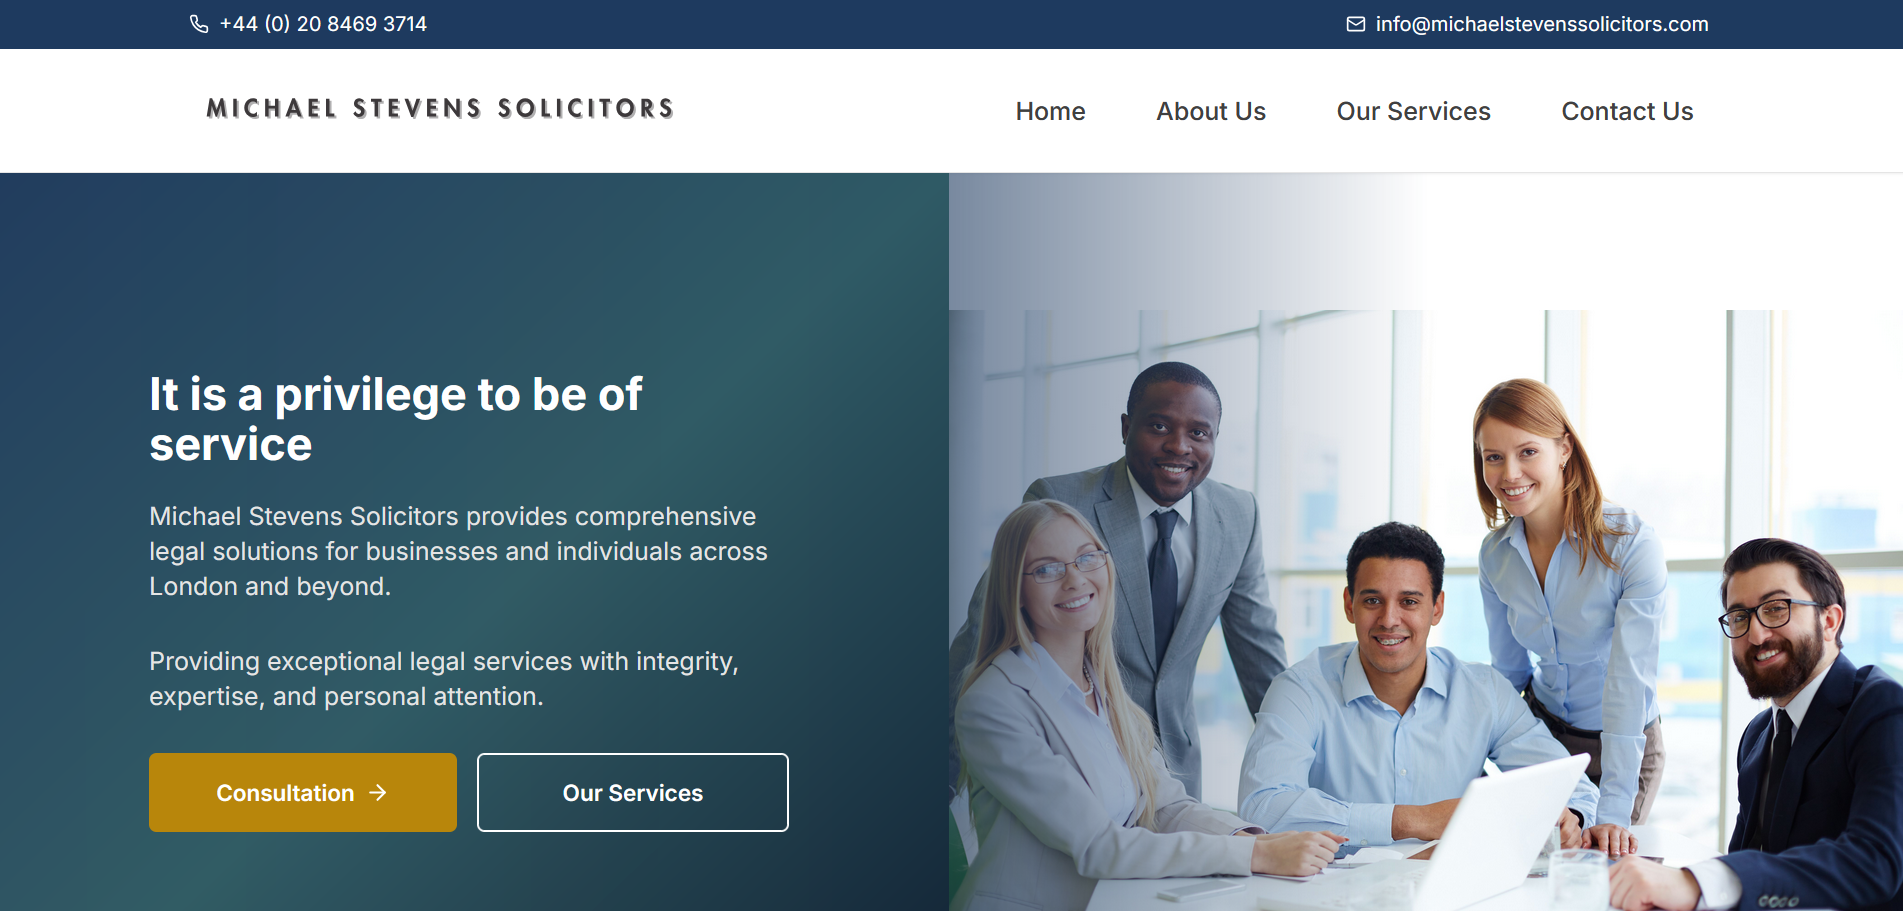 +44 (0) 20 8469 3714
info@michaelstevenssolicitors.com
MICHAEL STEVENS SOLICITORS
Home
About Us
Our Services
Contact Us
It is a privilege to be of
service
Michael Stevens Solicitors provides comprehensive
legal solutions for businesses and individuals across
London and beyond.
Providing exceptional legal services with integrity,
expertise, and personal attention.
Consultation →
Our Services